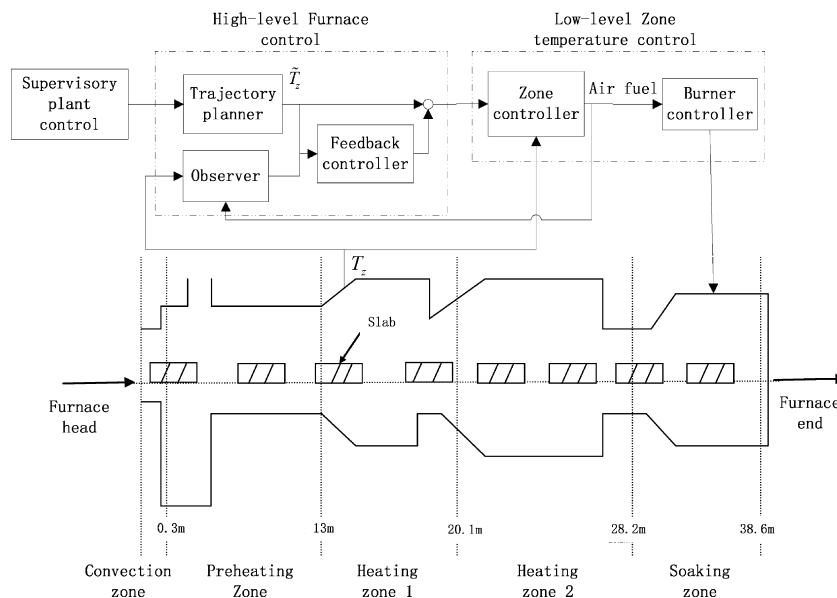 High-level Furnace
control
Low-level Zone
temperature control
Supervisory
plant
control
Trajectory
planner
T̃z
Zone
controller
Air fuel
Burner
controller
Feedback
controller
Observer
Tz
Slab
Furnace
head
Furnace
end
0.3m
13m
20.1m
28.2m
38.6m
Convection
zone
Preheating
Zone
Heating
zone 1
Heating
zone 2
Soaking
zone